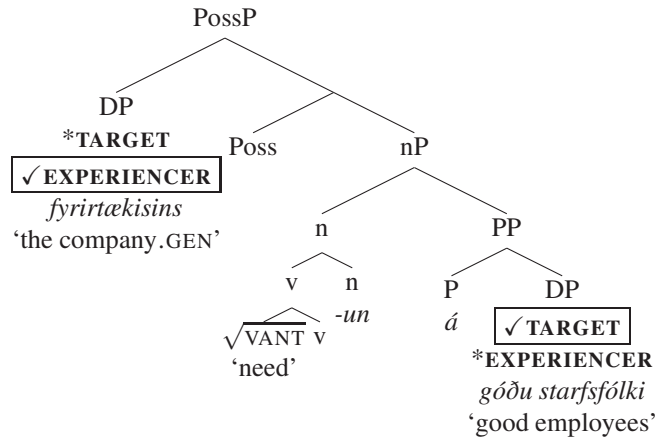 PossP
DP
*TARGET
✓EXPERIENCER
fyrirtækisins
‘the company.GEN’
Poss
nP
n
PP
v
n
-un
√VANT
v
‘need’
P
á
DP
✓TARGET
*EXPERIENCER
góðu starfsfólki
‘good employees’